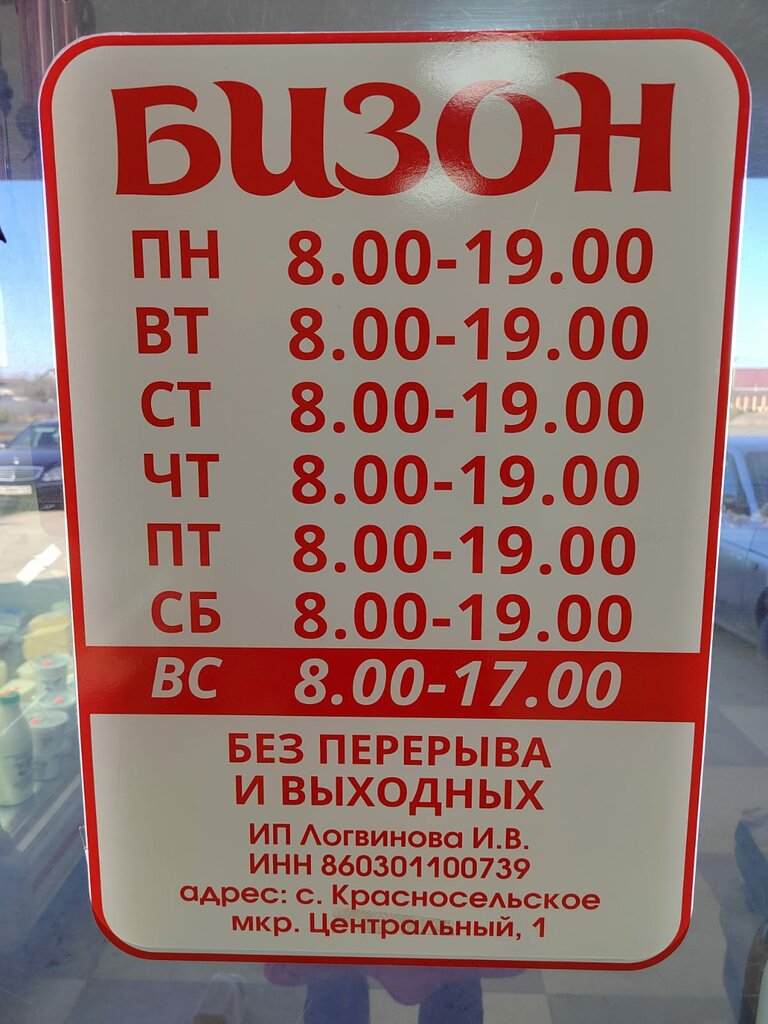 БИЗОН
ПН 8.00-19.00
ВТ 8.00-19.00
СТ 8.00-19.00
ЧТ 8.00-19.00
ПТ 8.00-19.00
СБ 8.00-19.00
ВС 8.00-17.00
БЕЗ ПЕРЕРЫВА
И ВЫХОДНЫХ
ИП Логвинова И.В.
ИНН 860301100739
адрес: с. Красносельское
мкр. Центральный, 1